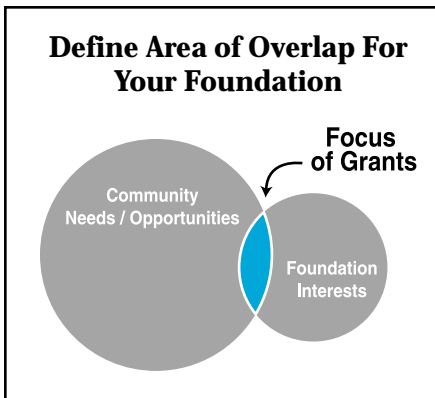 Define Area of Overlap For
Your Foundation
Focus
of Grants
Community
Needs / Opportunities
Foundation
Interests